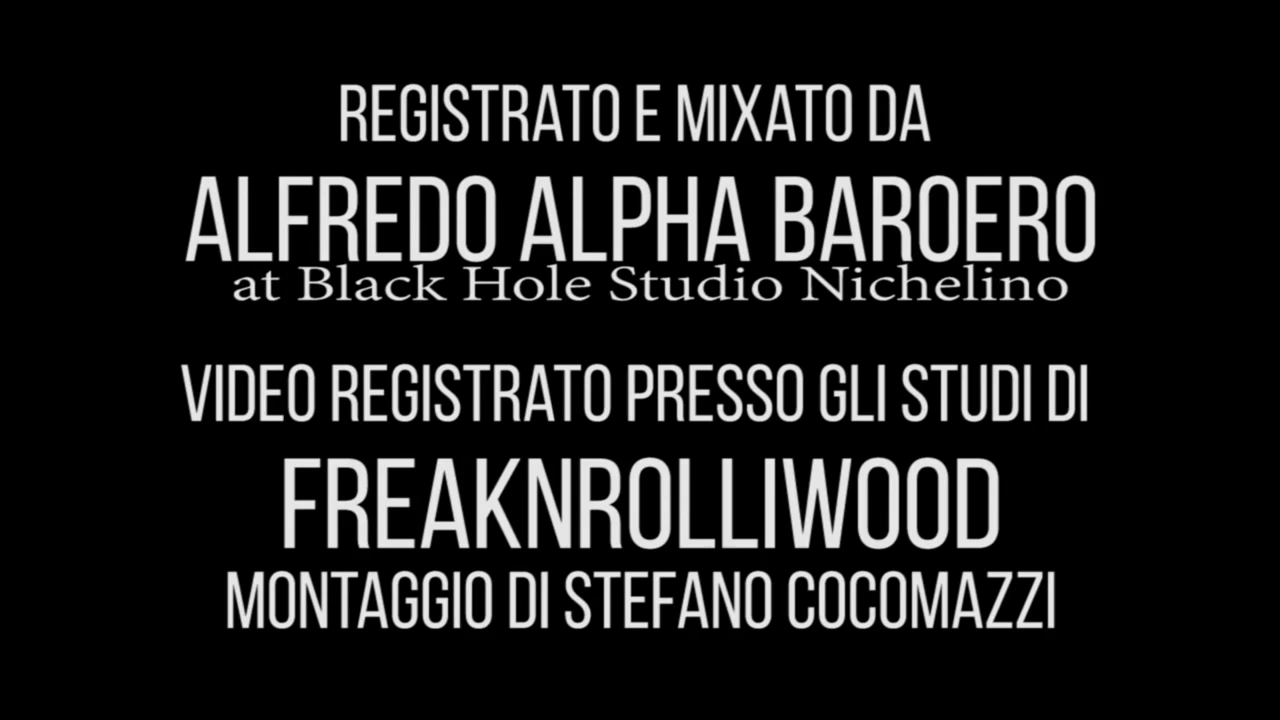 REGISTRATO E MIXATO DA
ALFREDO ALPHA BAROERO
at Black Hole Studio Nichelino
VIDEO REGISTRATO PRESSO GLI STUDI DI
FREAKNROLLIWOOD
MONTAGGIO DI STEFANO COCOMAZZI